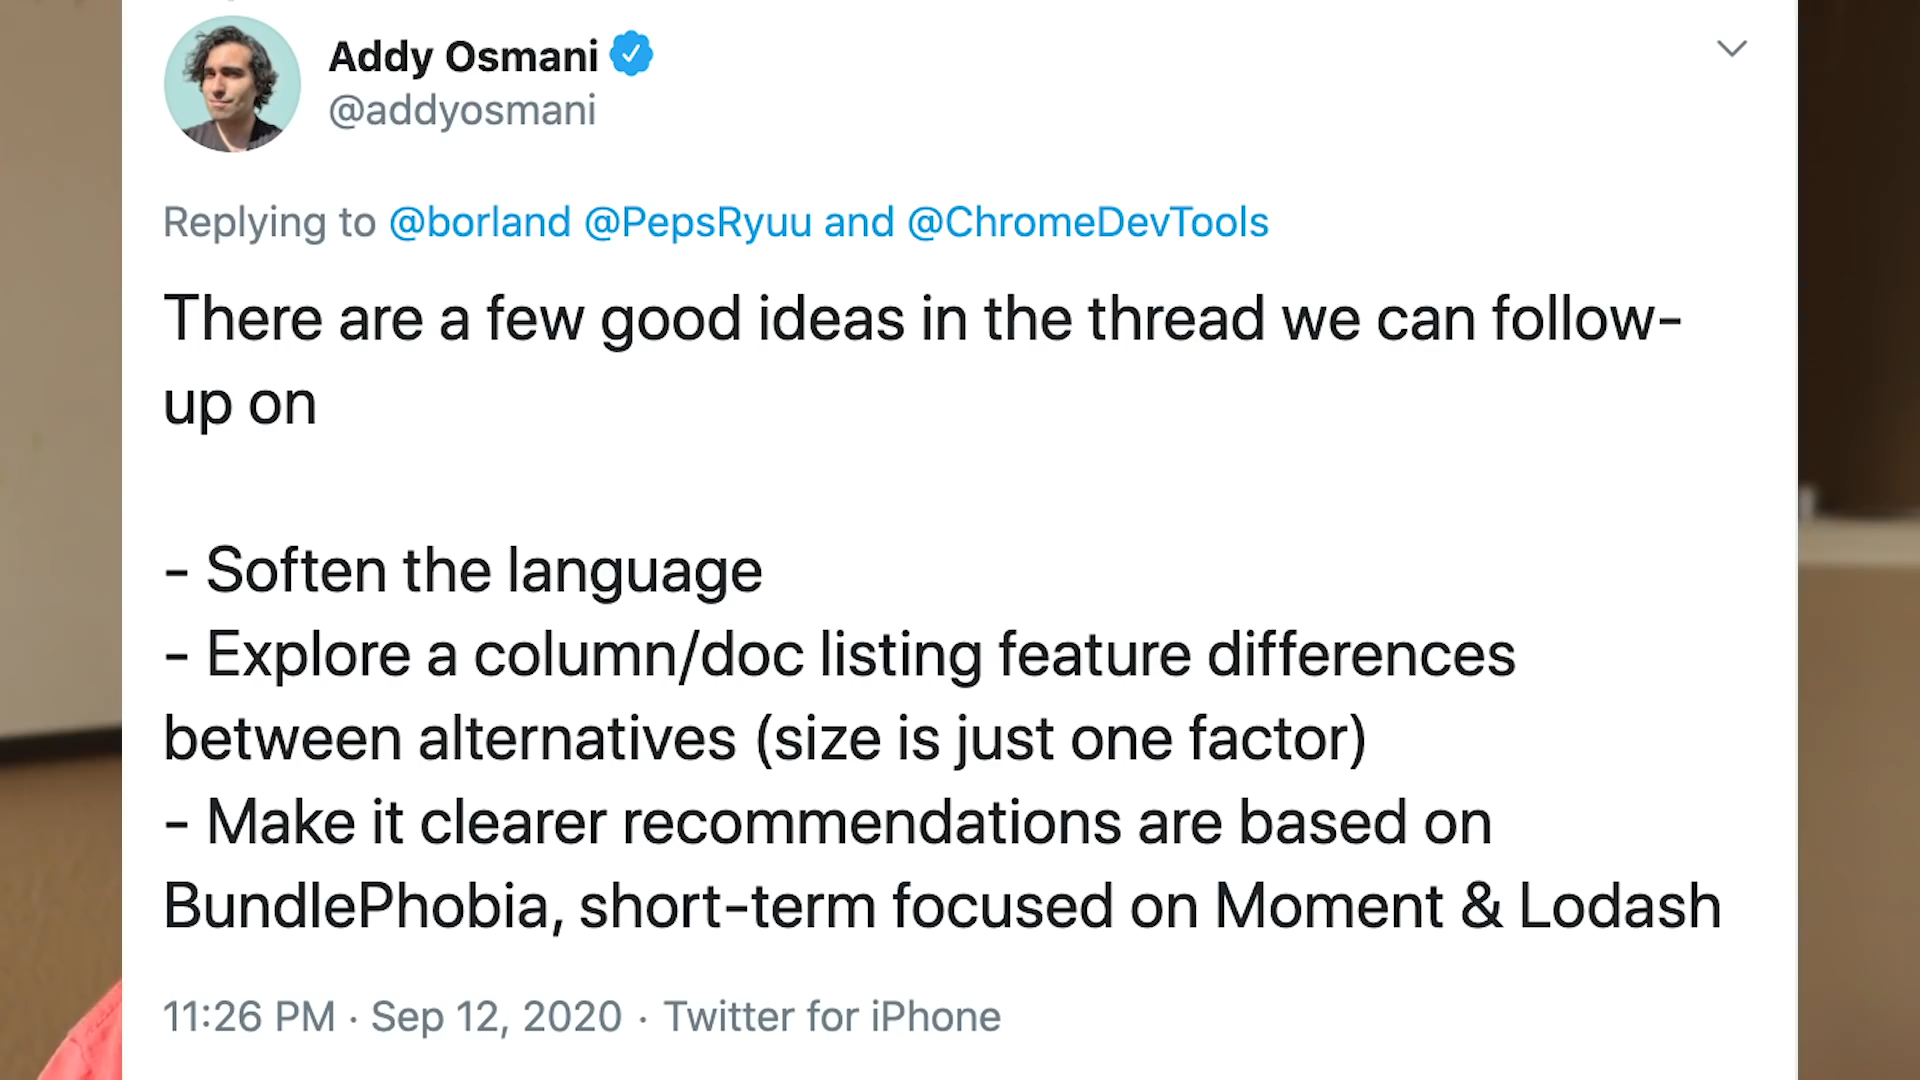 Addy Osmani
@addyosmani
Replying to @borland @PepsRyuu and @ChromeDevTools
There are a few good ideas in the thread we can follow-
up on
- Soften the language
- Explore a column/doc listing feature differences
between alternatives (size is just one factor)
- Make it clearer recommendations are based on
BundlePhobia, short-term focused on Moment & Lodash
11:26 PM · Sep 12, 2020 · Twitter for iPhone